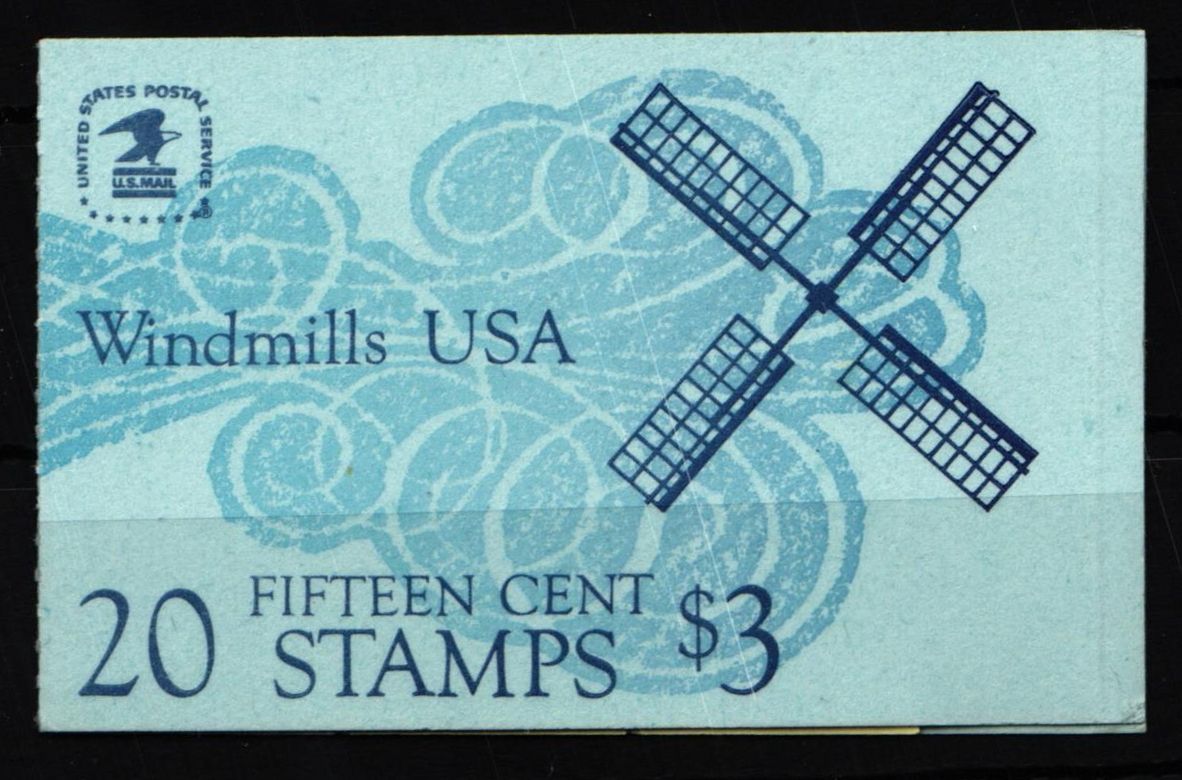 UNITED STATES POSTAL SERVICE ®
U.S.MAIL
Windmills USA
20 FIFTEEN CENT STAMPS $3